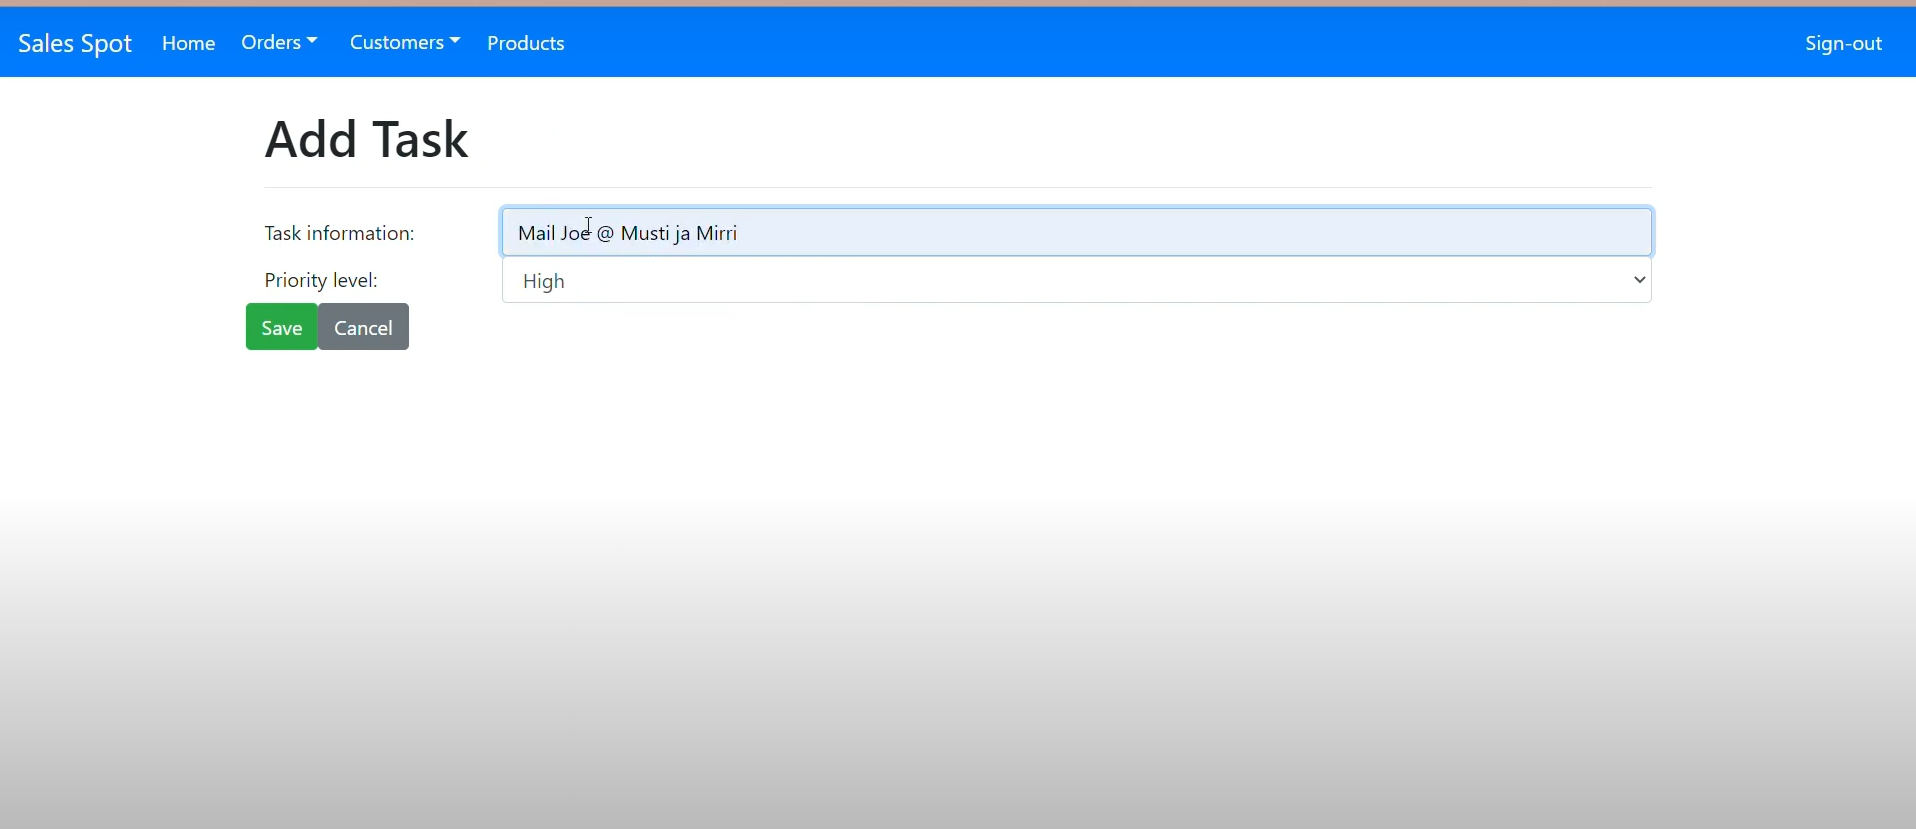 Sales Spot Home Orders Customers Products Sign-out
Add Task
Task information: Mail Joe @ Musti ja Mirri
Priority level: High
Save Cancel